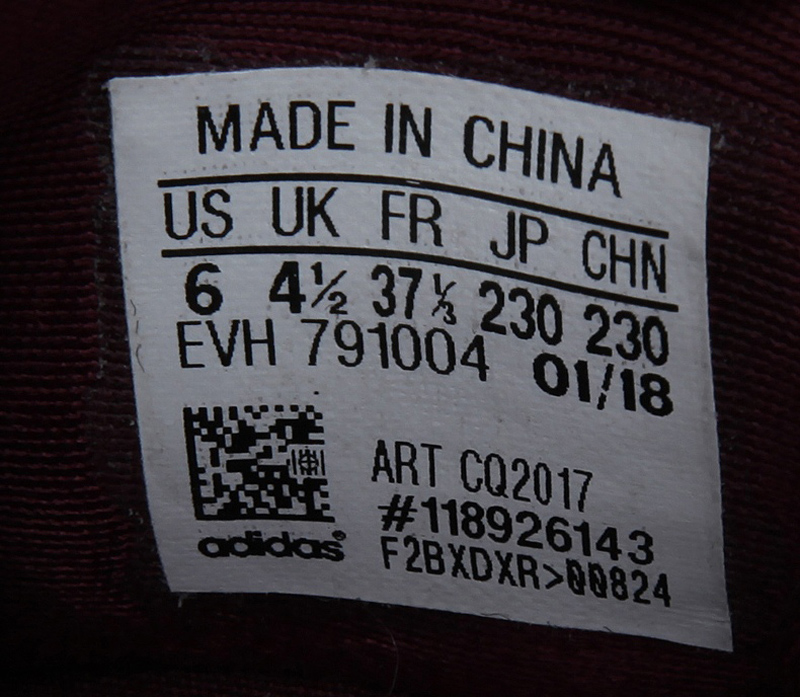 MADE IN CHINA
US UK FR JP CHN
6 4½ 37⅓ 230 230
EVH 791004 01/18
ART CQ2017
#118926143
adidas® F2BXDXR>00824